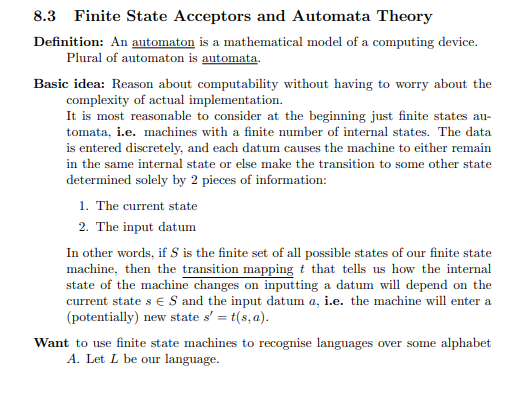 8.3 Finite State Acceptors and Automata Theory
Definition: An automaton is a mathematical model of a computing device.
Plural of automaton is automata.
Basic idea: Reason about computability without having to worry about the
complexity of actual implementation.
It is most reasonable to consider at the beginning just finite states au-
tomata, i.e. machines with a finite number of internal states. The data
is entered discretely, and each datum causes the machine to either remain
in the same internal state or else make the transition to some other state
determined solely by 2 pieces of information:
1. The current state
2. The input datum
In other words, if S is the finite set of all possible states of our finite state
machine, then the transition mapping t that tells us how the internal
state of the machine changes on inputting a datum will depend on the
current state s ∈ S and the input datum a, i.e. the machine will enter a
(potentially) new state s′ = t(s, a).
Want to use finite state machines to recognise languages over some alphabet
A. Let L be our language.